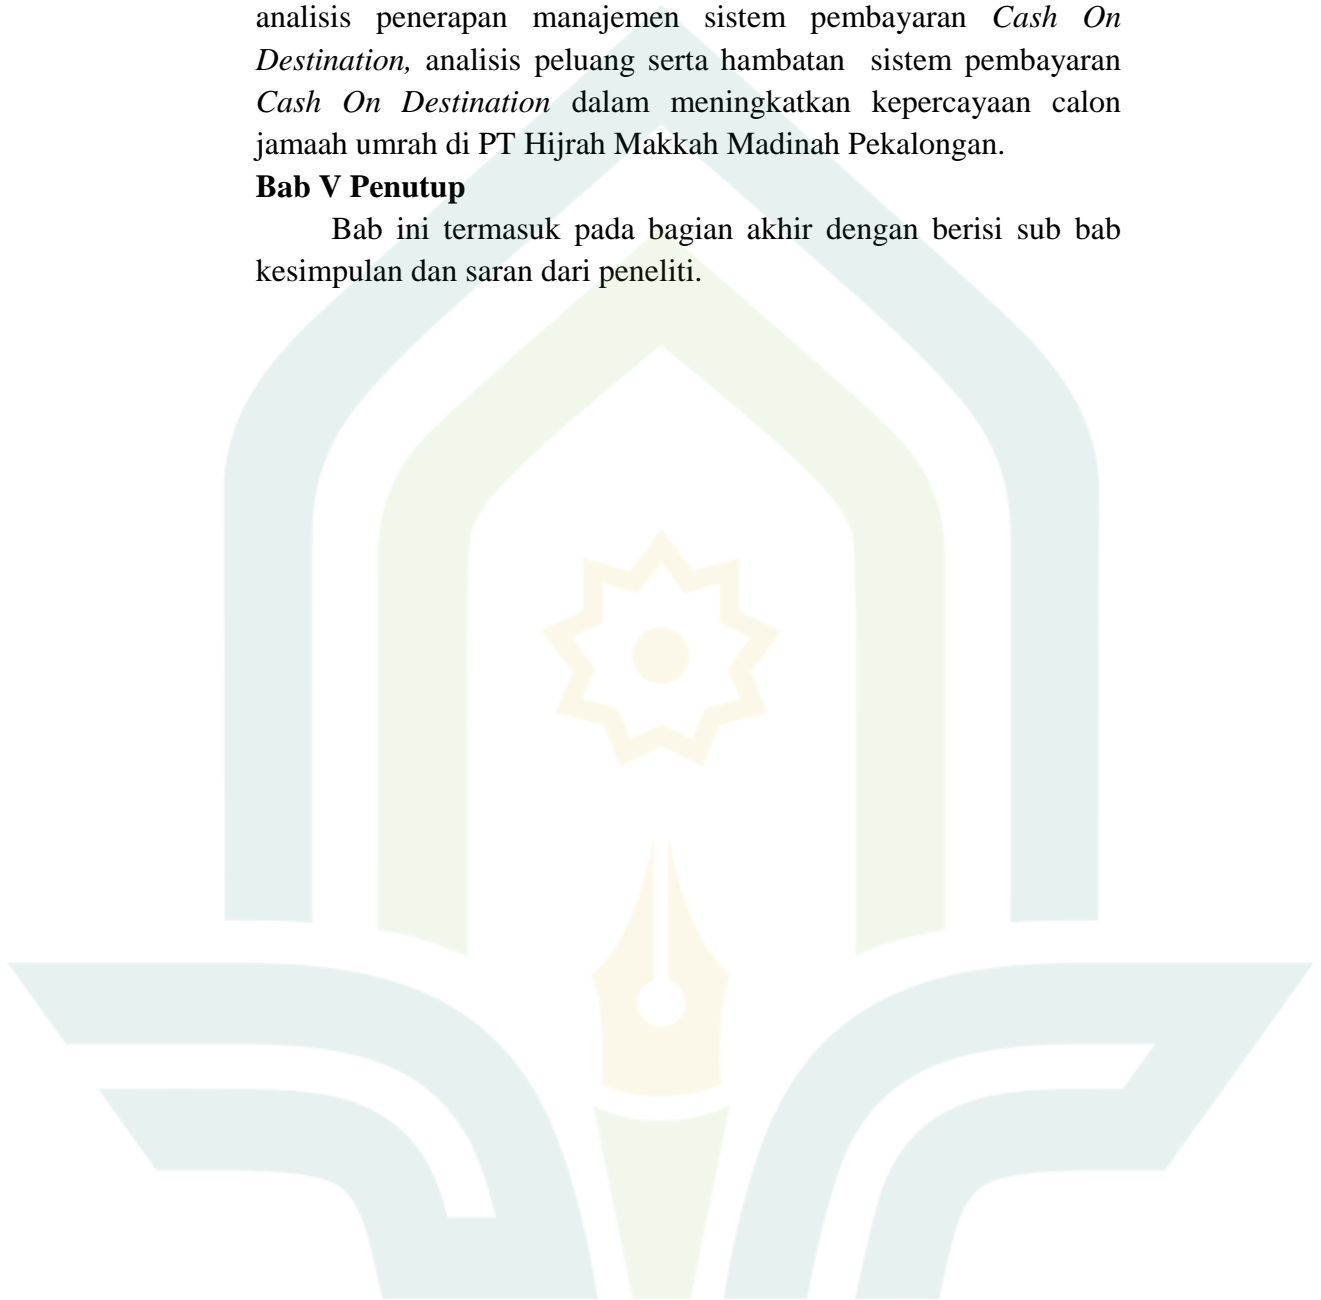 analisis penerapan manajemen sistem pembayaran Cash On
Destination, analisis peluang serta hambatan sistem pembayaran
Cash On Destination dalam meningkatkan kepercayaan calon
jamaah umrah di PT Hijrah Makkah Madinah Pekalongan.
Bab V Penutup
Bab ini termasuk pada bagian akhir dengan berisi sub bab
kesimpulan dan saran dari peneliti.